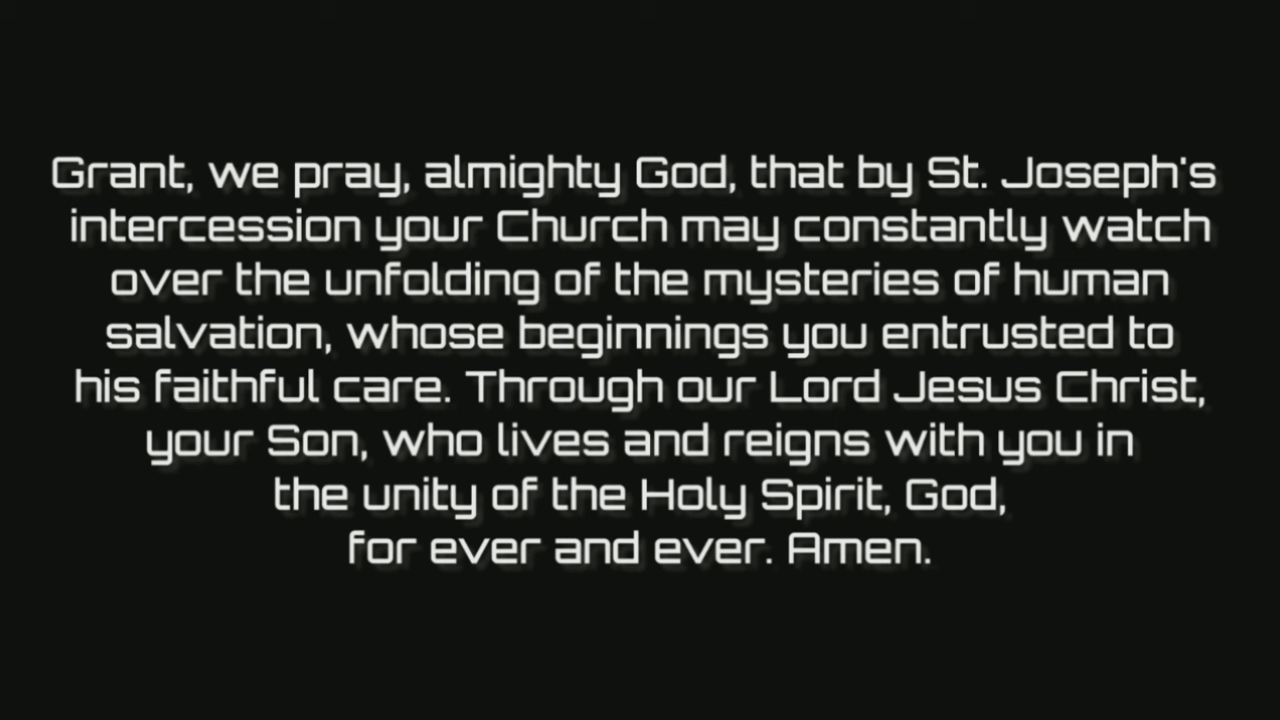 Grant, we pray, almighty God, that by St. Joseph's
intercession your Church may constantly watch
over the unfolding of the mysteries of human
salvation, whose beginnings you entrusted to
his faithful care. Through our Lord Jesus Christ,
your Son, who lives and reigns with you in
the unity of the Holy Spirit, God,
for ever and ever. Amen.